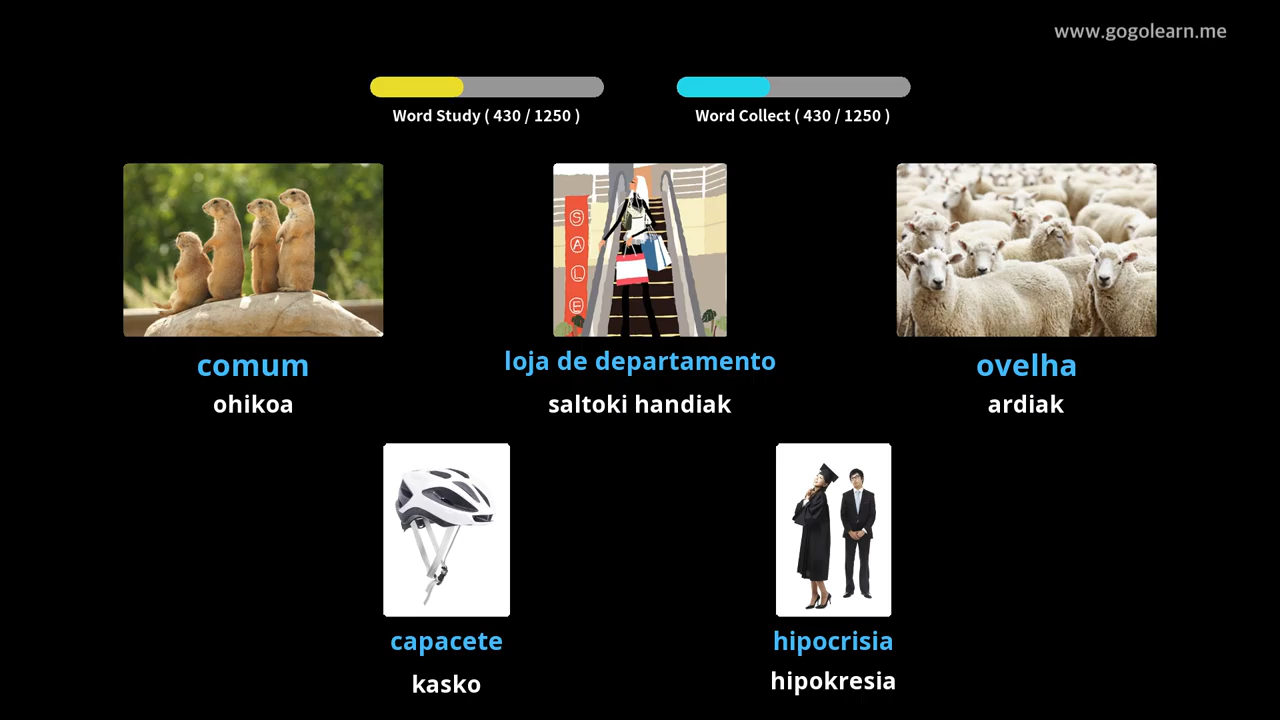 www.gogolearn.me
Word Study ( 430 / 1250 )
Word Collect ( 430 / 1250 )
SALE
comum
loja de departamento
ovelha
ohikoa
saltoki handiak
ardiak
capacete
hipocrisia
kasko
hipokresia